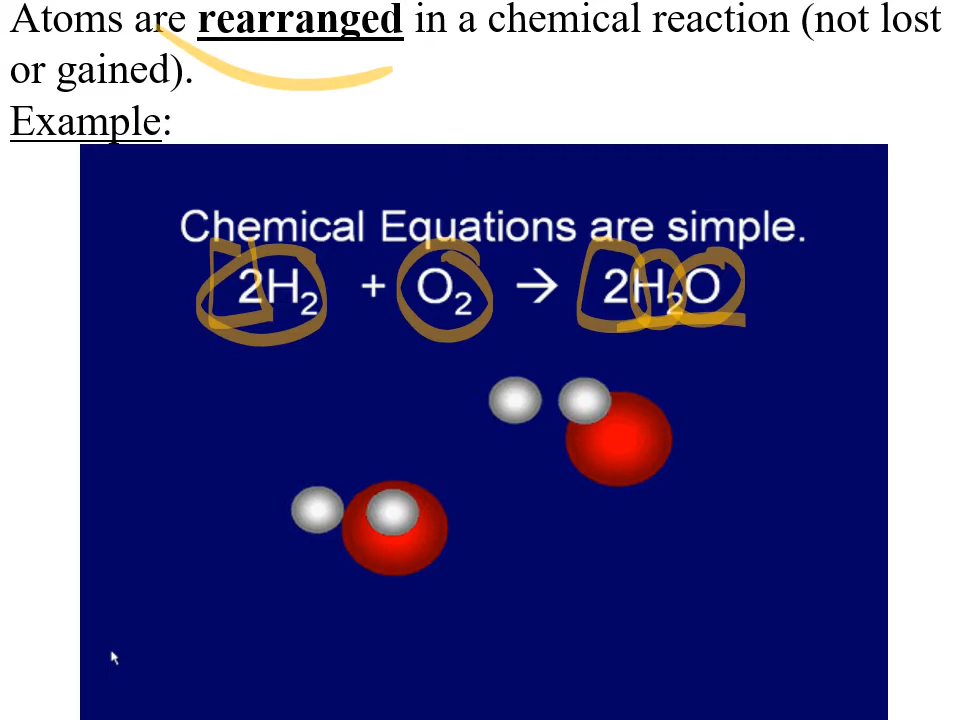 Atoms are rearranged in a chemical reaction (not lost
or gained).
Example:
Chemical Equations are simple.
2H₂ + O₂ → 2H₂O